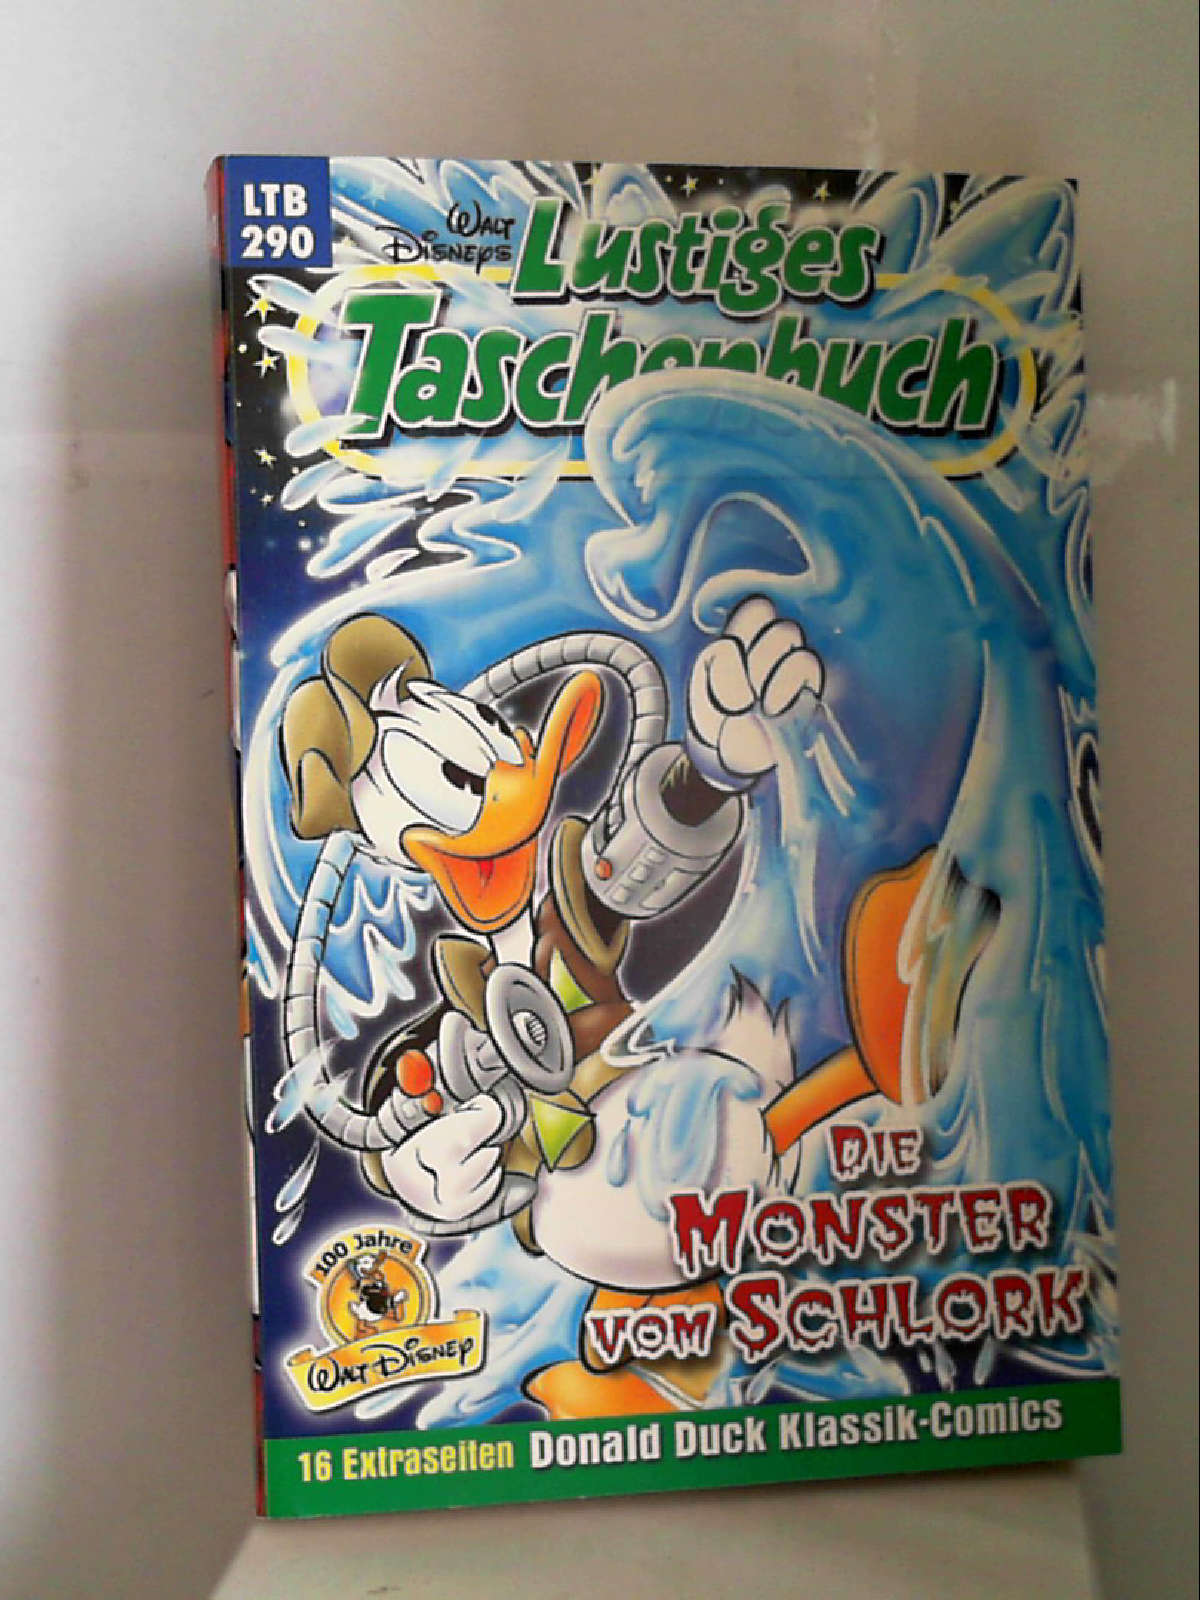 LTB
290
Walt
Disneys
Lustiges
Taschenbuch
Die
Monster
vom Schlork
100 Jahre
Walt Disney
16 Extraseiten Donald Duck Klassik-Comics